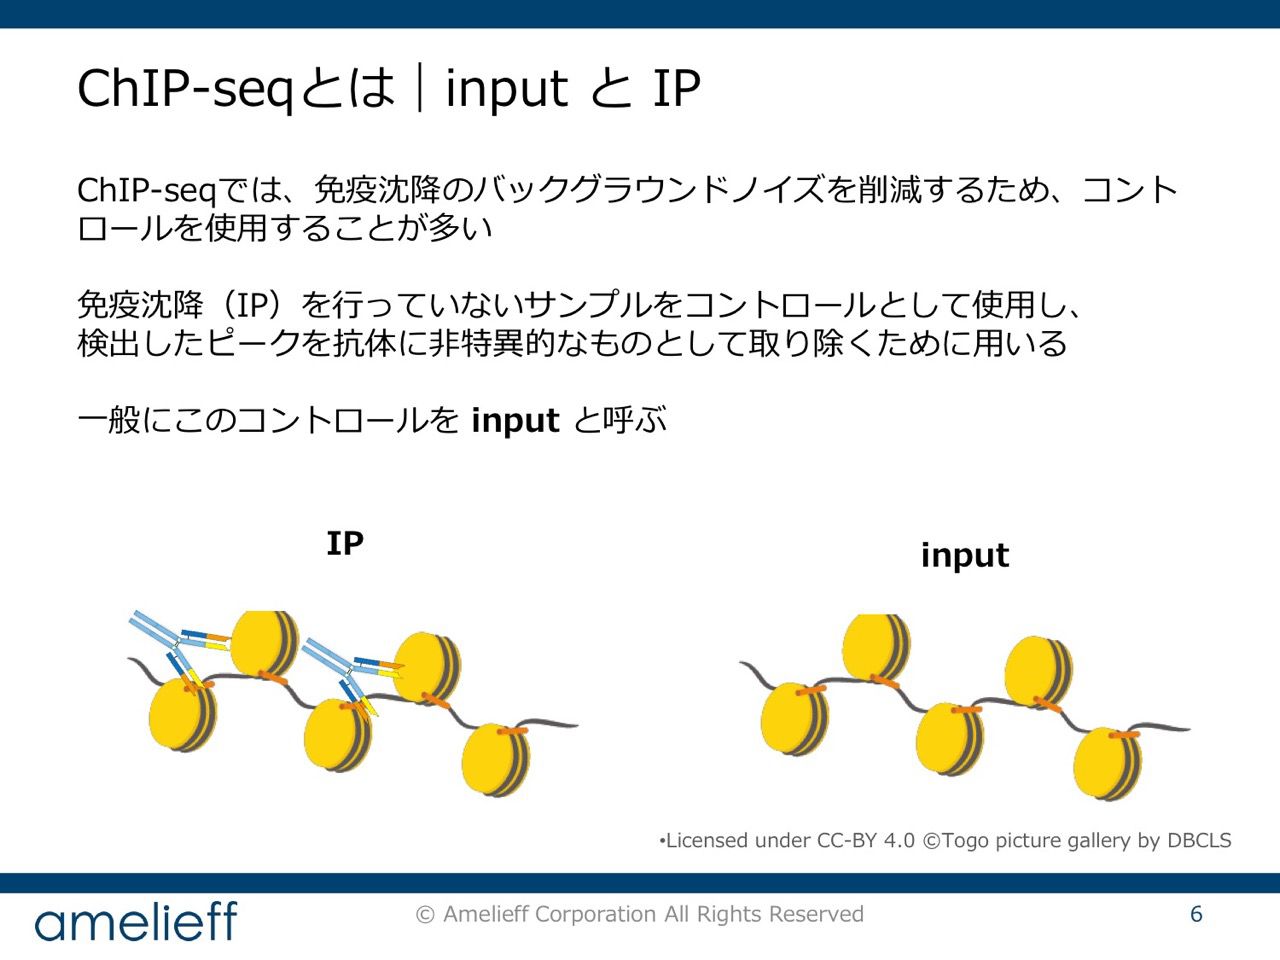 ChIP-seqとは｜input と IP
ChIP-seqでは、免疫沈降のバックグラウンドノイズを削減するため、コント
ロールを使用することが多い
免疫沈降（IP）を行っていないサンプルをコントロールとして使用し、
検出したピークを抗体に非特異的なものとして取り除くために用いる
一般にこのコントロールを input と呼ぶ
IP
input
•Licensed under CC-BY 4.0 ©Togo picture gallery by DBCLS
amelieff
© Amelieff Corporation All Rights Reserved
6